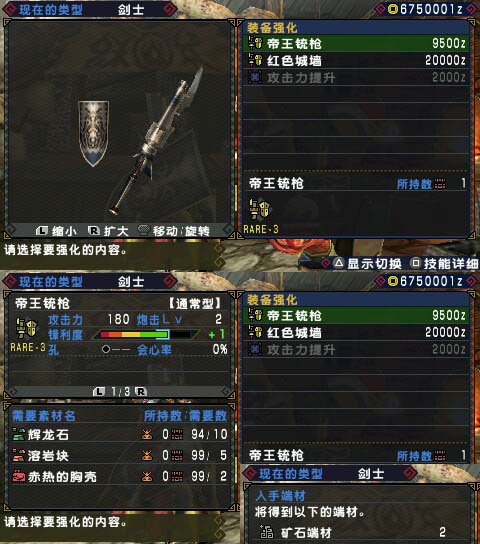 现在的类型 剑士
6750001z
装备强化
帝王铳枪 9500z
红色城墙 20000z
攻击力提升 2000z
帝王铳枪 所持数 1
RARE-3
L 缩小 R 扩大 移动/旋转
请选择要强化的内容。
△显示切换 □技能详细
现在的类型 剑士
6750001z
帝王铳枪 【通常型】
攻击力 180 炮击Lv 2
锋利度 +1
RARE-3
孔 ○-- 会心率 0%
L 1/3 R
需要素材名 所持数:需要数
辉龙石 0 94/10
溶岩块 0 99/ 5
赤热的胸壳 0 99/ 2
请选择要强化的内容。
装备强化
帝王铳枪 9500z
红色城墙 20000z
攻击力提升 2000z
帝王铳枪 所持数 1
现在的类型 剑士
入手端材
将得到以下的端材。
矿石端材 2